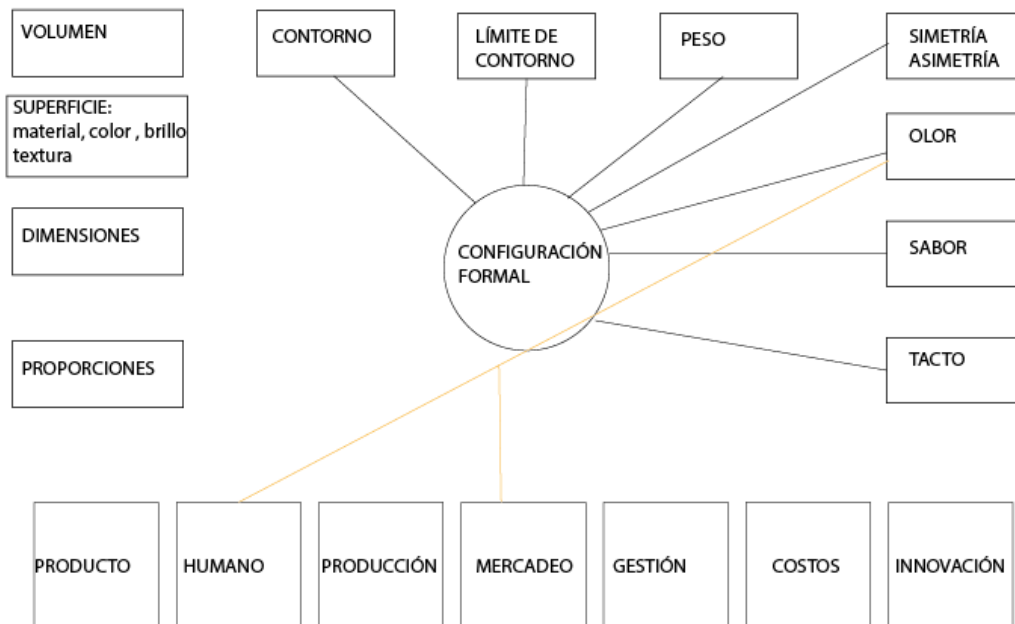 VOLUMEN
CONTORNO
LÍMITE DE
CONTORNO
PESO
SIMETRÍA
ASIMETRÍA
SUPERFICIE:
material, color , brillo
textura
OLOR
DIMENSIONES
CONFIGURACIÓN
FORMAL
SABOR
PROPORCIONES
TACTO
PRODUCTO
HUMANO
PRODUCCIÓN
MERCADEO
GESTIÓN
COSTOS
INNOVACIÓN